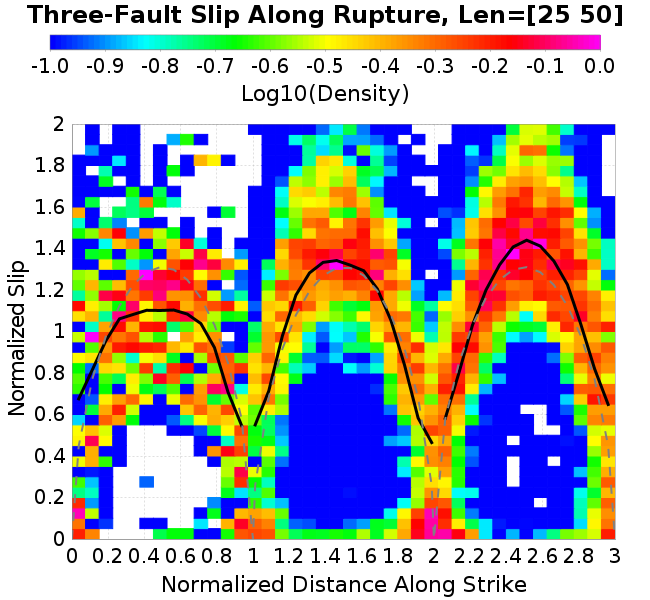 Three-Fault Slip Along Rupture, Len=[25 50]
-1.0 -0.9 -0.8 -0.7 -0.6 -0.5 -0.4 -0.3 -0.2 -0.1 0.0
Log10(Density)
2
1.8
1.6
1.4
1.2
1
0.8
0.6
0.4
0.2
0
Normalized Slip
0 0.2 0.4 0.6 0.8 1 1.2 1.4 1.6 1.8 2 2.2 2.4 2.6 2.8 3
Normalized Distance Along Strike